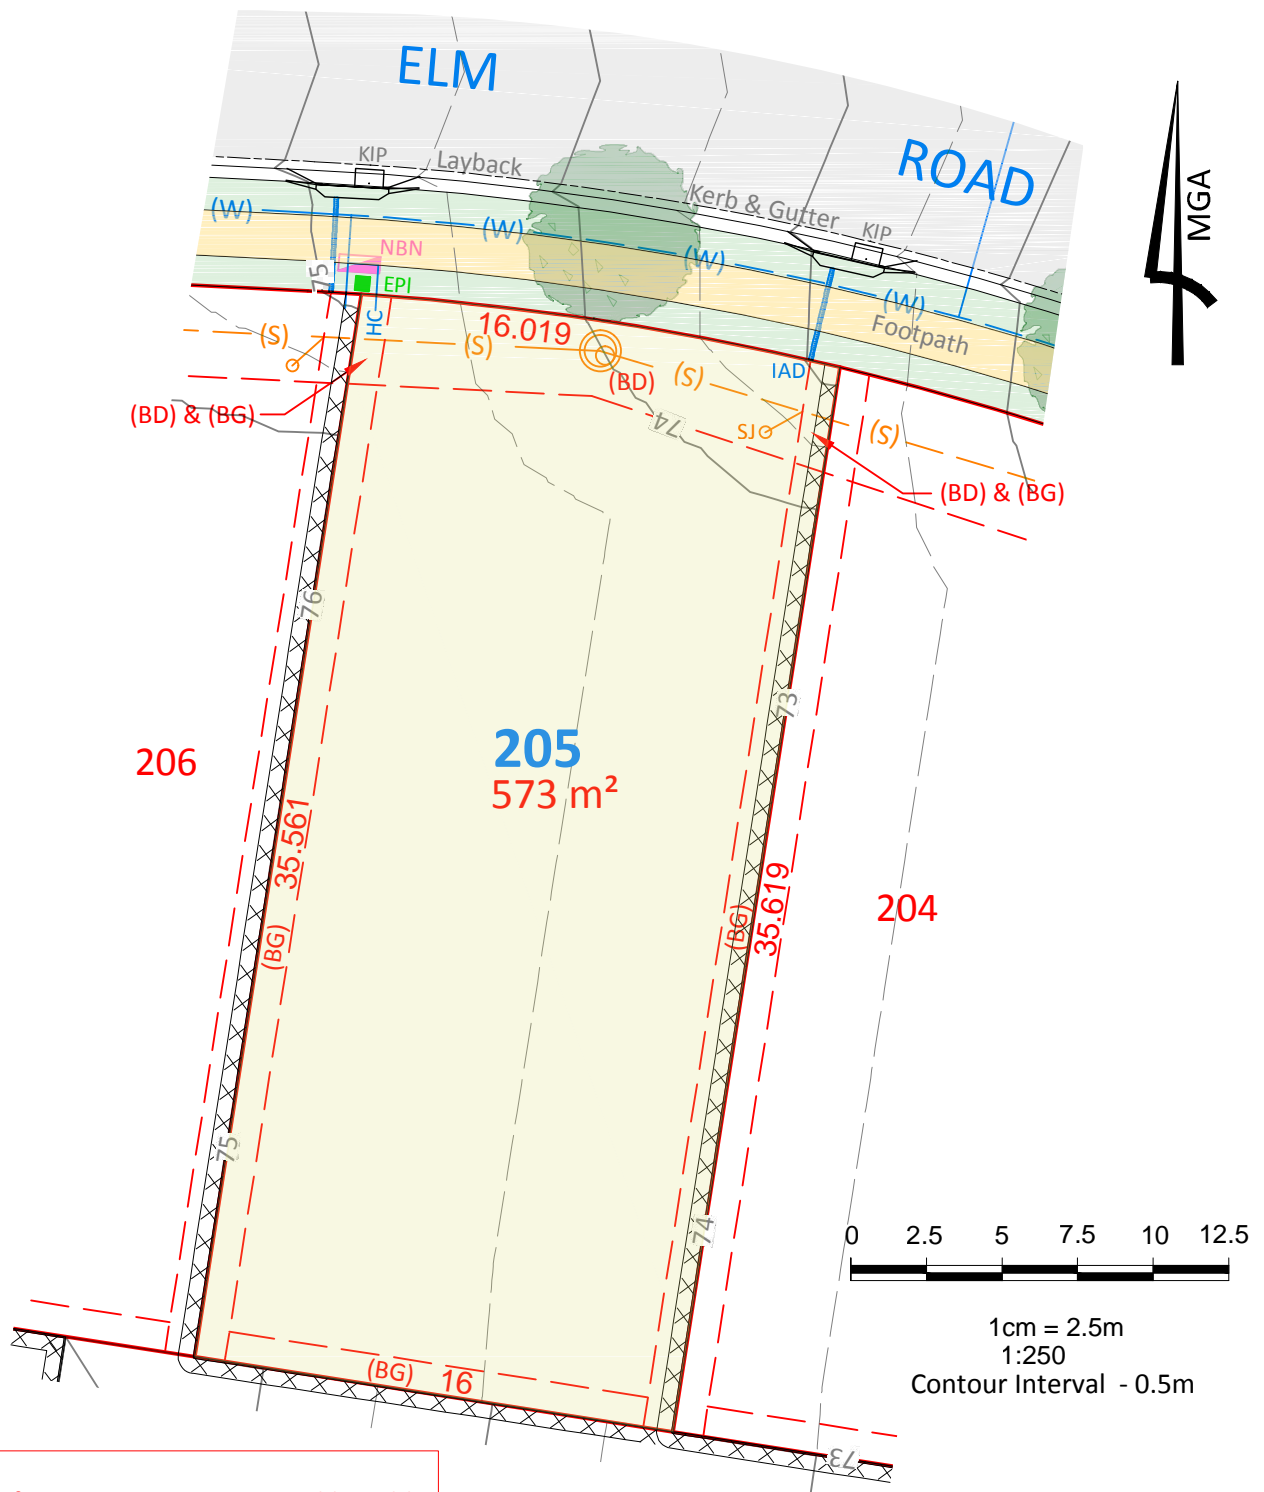 ELM
ROAD
MGA
KIP
Layback
Kerb & Gutter
KIP
(W)
(W)
(W)
(W)
NBN
EPI
HC
75
Footpath
(S)
(S)
16.019
(BD)
(S)
IAD
(BD) & (BG)
74
SJ
(S)
(BD) & (BG)
76
73
206
205
573 m²
35.561
35.619
204
(BG)
(BG)
75
74
0 2.5 5 7.5 10 12.5
1cm = 2.5m
1:250
Contour Interval - 0.5m
(BG) 16
73